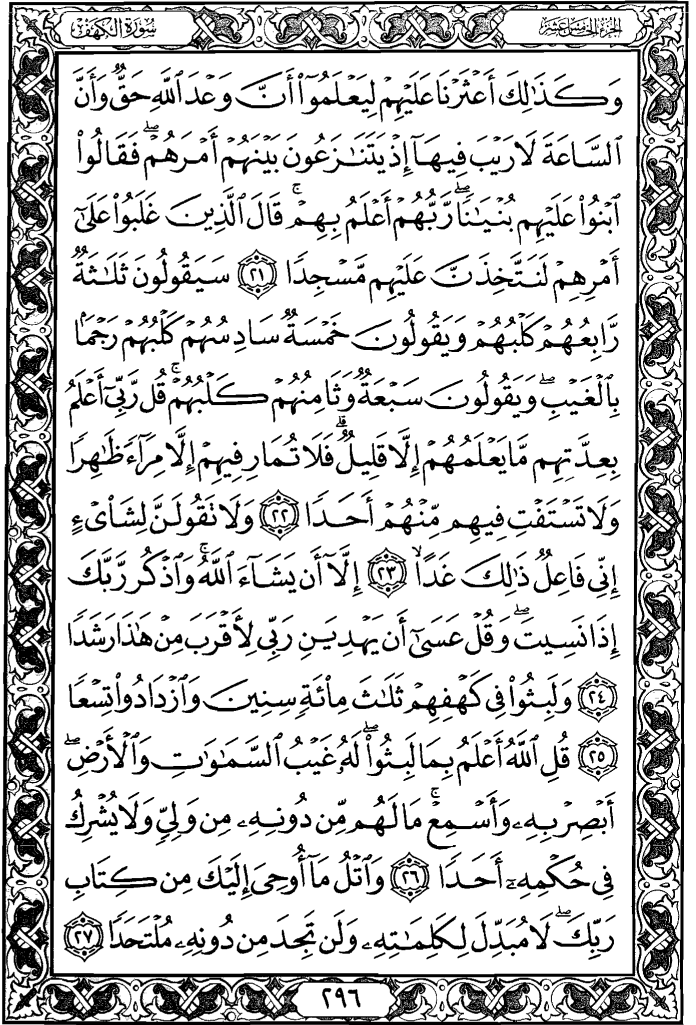 سورة الكهف
الجزء الخامس عشر
وَكَذَٰلِكَ أَعْثَرْنَا عَلَيْهِمْ لِيَعْلَمُوٓا۟ أَنَّ وَعْدَ ٱللَّهِ حَقٌّ وَأَنَّ
ٱلسَّاعَةَ لَا رَيْبَ فِيهَآ إِذْ يَتَنَٰزَعُونَ بَيْنَهُمْ أَمْرَهُمْ ۖ فَقَالُوا۟
ٱبْنُوا۟ عَلَيْهِم بُنْيَٰنًا ۖ رَّبُّهُمْ أَعْلَمُ بِهِمْ ۚ قَالَ ٱلَّذِينَ غَلَبُوا۟ عَلَىٰٓ
أَمْرِهِمْ لَنَتَّخِذَنَّ عَلَيْهِم مَّسْجِدًا ٢١ سَيَقُولُونَ ثَلَٰثَةٌ
رَّابِعُهُمْ كَلْبُهُمْ وَيَقُولُونَ خَمْسَةٌ سَادِسُهُمْ كَلْبُهُمْ رَجْمًۢا
بِٱلْغَيْبِ ۖ وَيَقُولُونَ سَبْعَةٌ وَثَامِنُهُمْ كَلْبُهُمْ ۚ قُل رَّبِّىٓ أَعْلَمُ
بِعِدَّتِهِم مَّا يَعْلَمُهُمْ إِلَّا قَلِيلٌ ۗ فَلَا تُمَارِ فِيهِمْ إِلَّا مِرَآءً ظَٰهِرًا
وَلَا تَسْتَفْتِ فِيهِم مِّنْهُمْ أَحَدًا ٢٢ وَلَا تَقُولَنَّ لِشَا۟ىْءٍ
إِنِّى فَاعِلٌ ذَٰلِكَ غَدًا ٢٣ إِلَّآ أَن يَشَآءَ ٱللَّهُ ۚ وَٱذْكُر رَّبَّكَ
إِذَا نَسِيتَ ۖ وَقُلْ عَسَىٰٓ أَن يَهْدِيَنِ رَبِّى لِأَقْرَبَ مِنْ هَٰذَا رَشَدًا
٢٤ وَلَبِثُوا۟ فِى كَهْفِهِمْ ثَلَٰثَ مِا۟ئَةٍ سِنِينَ وَٱزْدَادُوا۟ تِسْعًا
٢٥ قُلِ ٱللَّهُ أَعْلَمُ بِمَا لَبِثُوا۟ ۖ لَهُۥ غَيْبُ ٱلسَّمَٰوَٰتِ وَٱلْأَرْضِ ۖ
أَبْصِرْ بِهِۦ وَأَسْمِعْ ۚ مَا لَهُم مِّن دُونِهِۦ مِن وَلِىٍّ وَلَا يُشْرِكُ
فِى حُكْمِهِۦٓ أَحَدًا ٢٦ وَٱتْلُ مَآ أُوحِىَ إِلَيْكَ مِن كِتَابِ
رَبِّكَ ۖ لَا مُبَدِّلَ لِكَلِمَٰتِهِۦ وَلَن تَجِدَ مِن دُونِهِۦ مُلْتَحَدًا ٢٧
٢٩٦